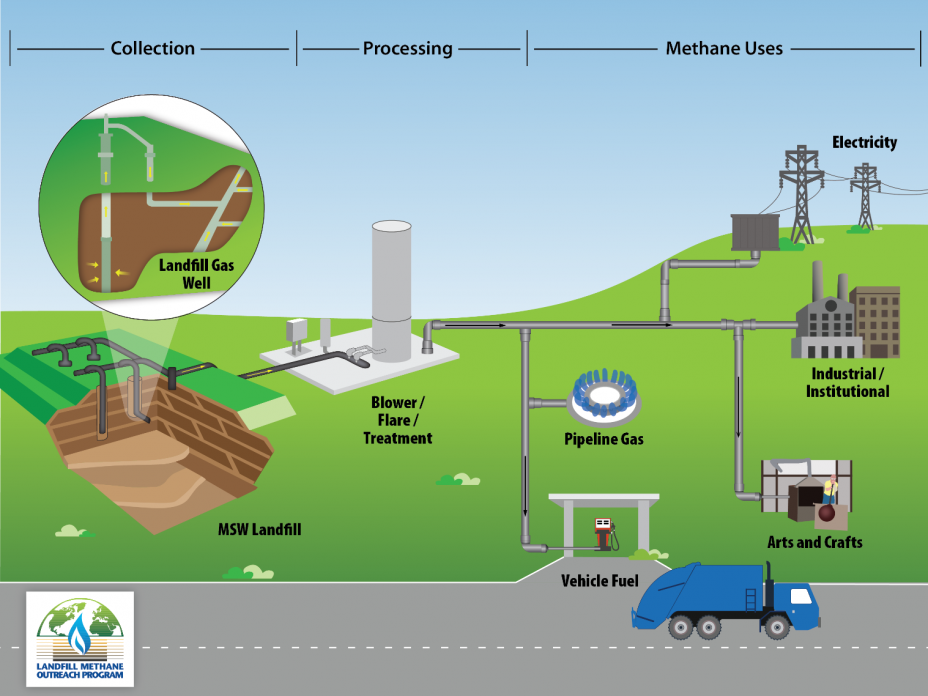 Collection
Processing
Methane Uses
Electricity
Landfill Gas
Well
Industrial /
Institutional
Blower /
Flare /
Treatment
Pipeline Gas
MSW Landfill
Arts and Crafts
Vehicle Fuel
LANDFILL METHANE
OUTREACH PROGRAM